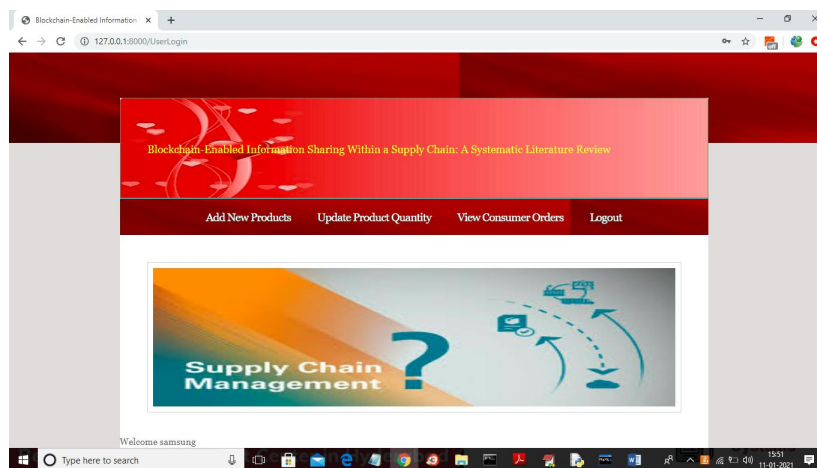 Blockchain-Enabled Information
127.0.0.1:8000/UserLogin
Blockchain-Enabled Information Sharing Within a Supply Chain: A Systematic Literature Review
Add New Products Update Product Quantity View Consumer Orders Logout
Supply Chain
Management
?
Welcome samsung
Type here to search
15:51
11-01-2021